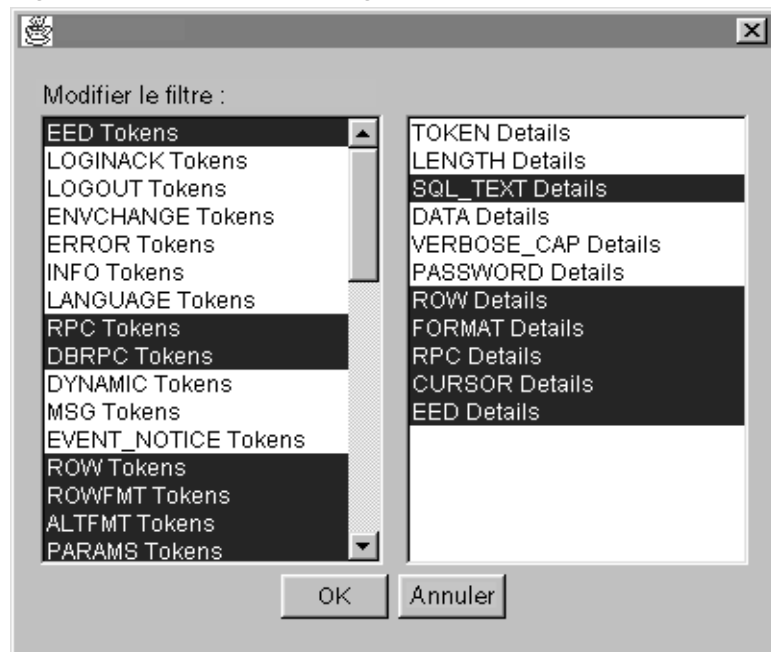 Modifier le filtre :
EED Tokens
LOGINACK Tokens
LOGOUT Tokens
ENVCHANGE Tokens
ERROR Tokens
INFO Tokens
LANGUAGE Tokens
RPC Tokens
DBRPC Tokens
DYNAMIC Tokens
MSG Tokens
EVENT_NOTICE Tokens
ROW Tokens
ROWFMT Tokens
ALTFMT Tokens
PARAMS Tokens
TOKEN Details
LENGTH Details
SQL_TEXT Details
DATA Details
VERBOSE_CAP Details
PASSWORD Details
ROW Details
FORMAT Details
RPC Details
CURSOR Details
EED Details
OK
Annuler